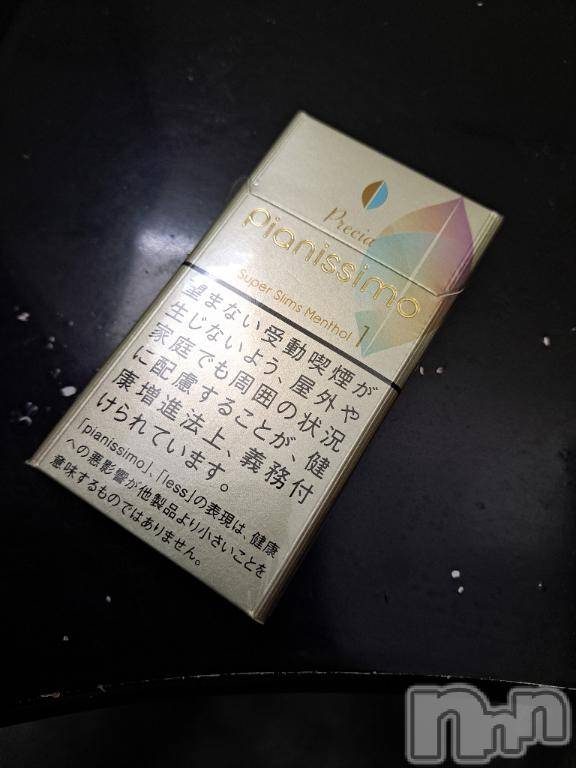 Precia
pianissimo
Super Slims Menthol 1
望まない受動喫煙が
生じないよう、屋外や
家庭でも周囲の状況
に配慮することが、健
康増進法上、義務付
けられています。
「pianissimo」、「less」の表現は、健康
への悪影響が他製品より小さいことを
意味するものではありません。
nnn